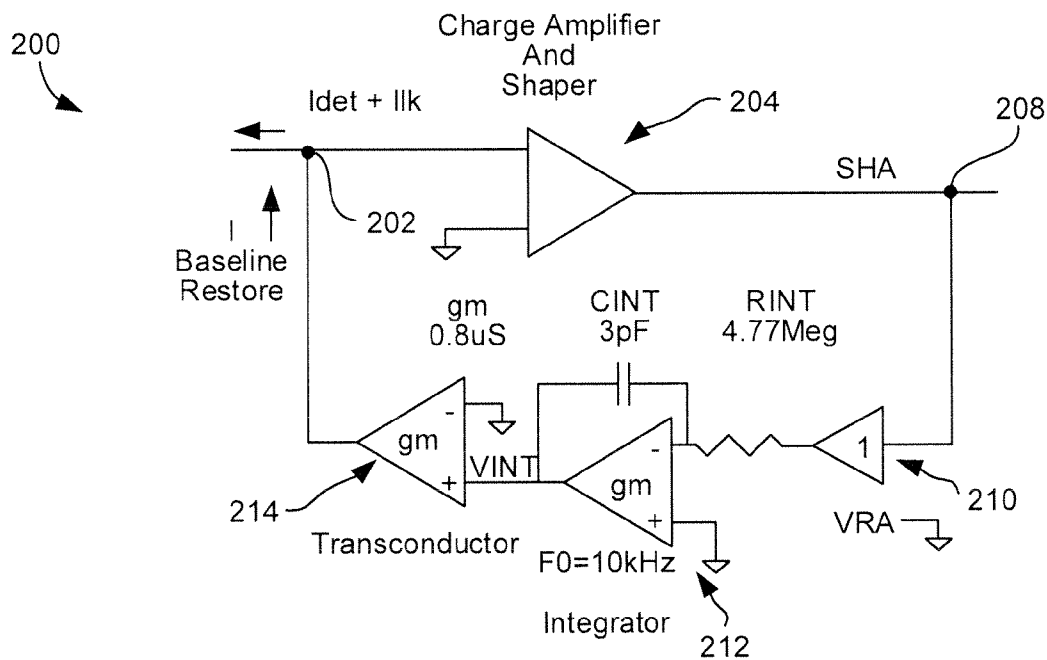 200
Charge Amplifier
And
Shaper
Idet + Ilk
204
208
SHA
202
I
Baseline
Restore
gm
0.8uS
CINT
3pF
RINT
4.77Meg
-
gm
+
VINT
-
gm
+
1
214
210
Transconductor
VRA
F0=10kHz
Integrator
212